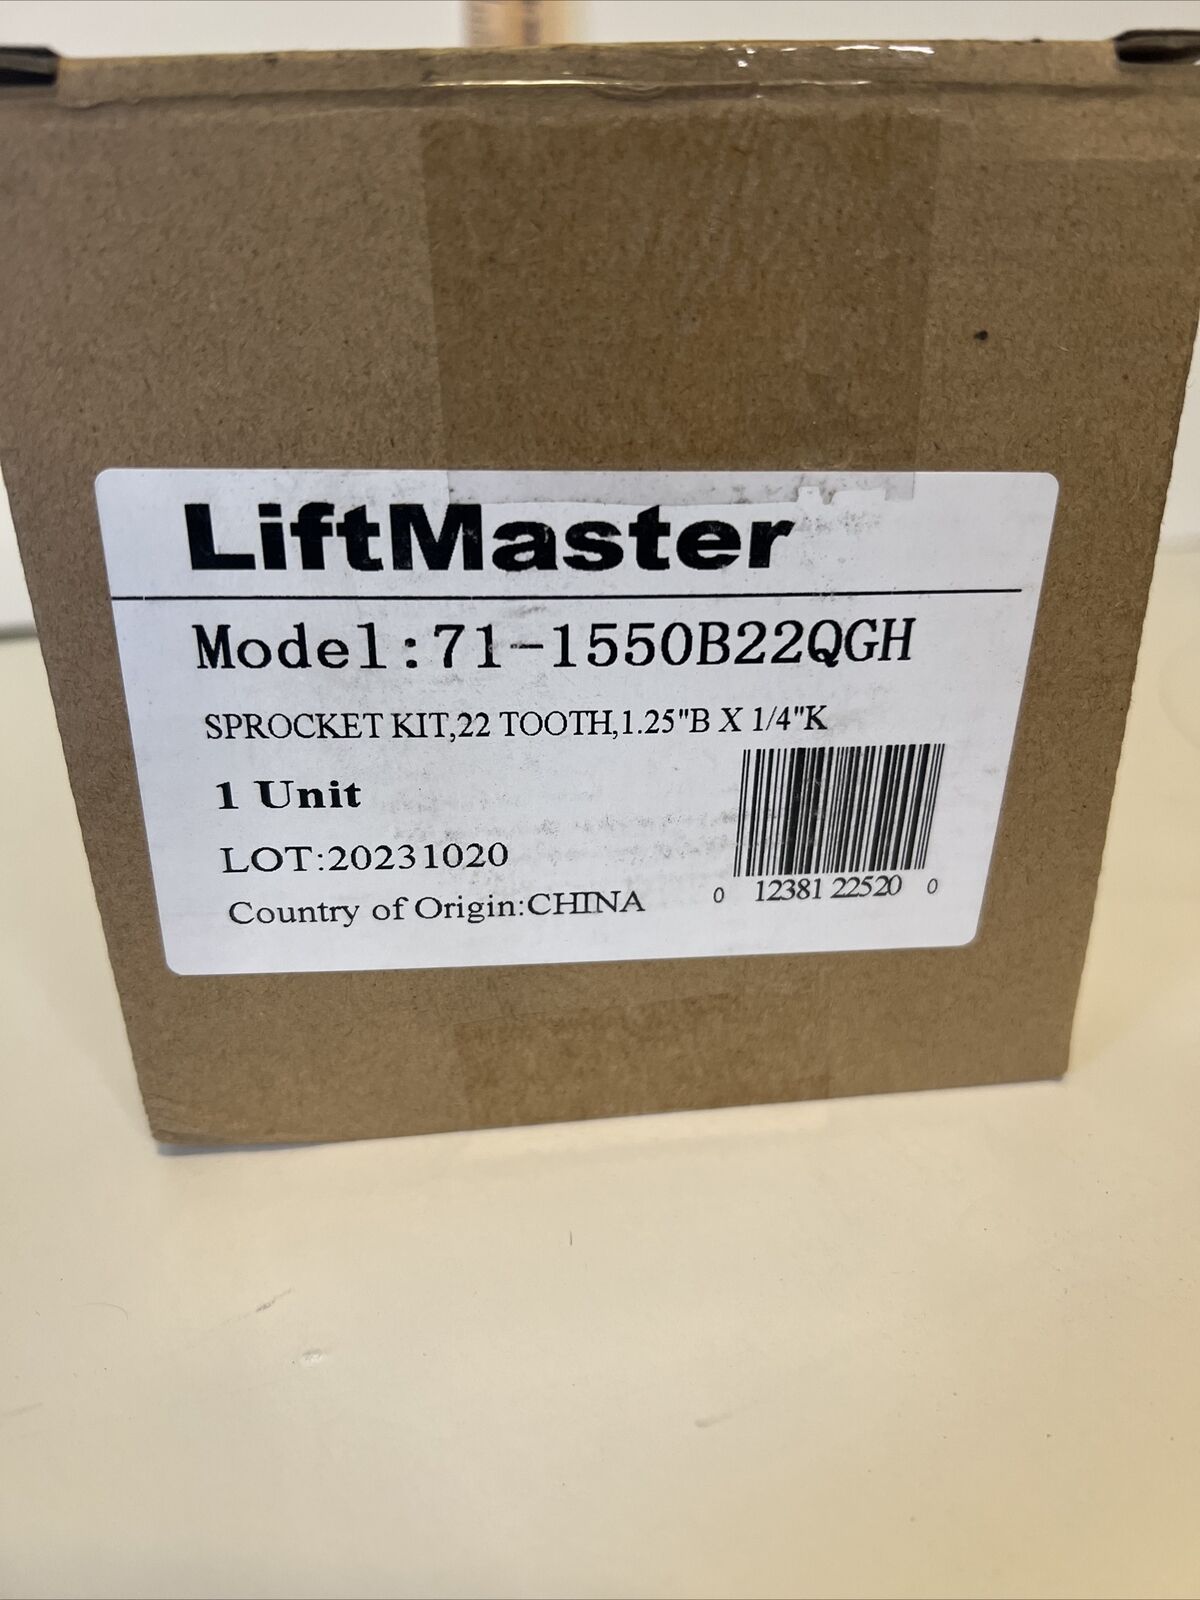 LiftMaster
Model:71-1550B22QGH
SPROCKET KIT,22 TOOTH,1.25"B X 1/4"K
1 Unit
LOT:20231020
Country of Origin:CHINA
0 12381 22520 0